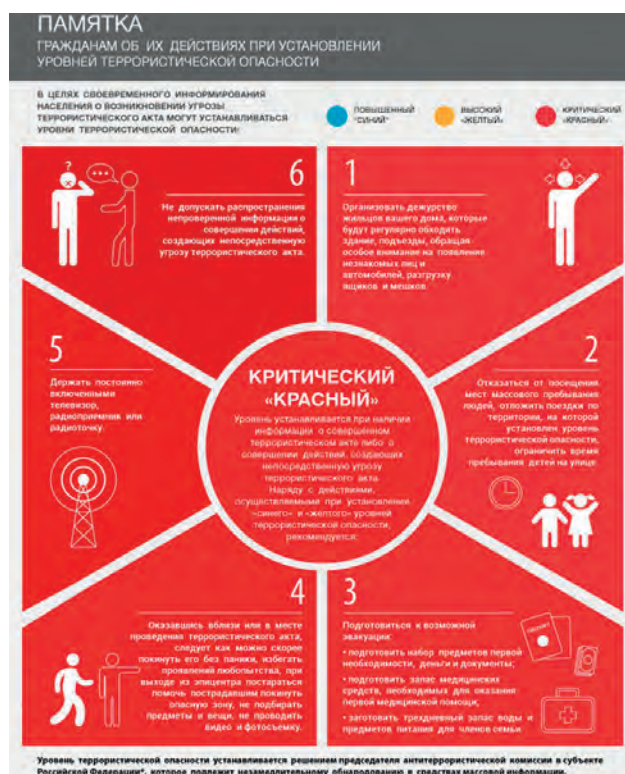 ПАМЯТКА
ГРАЖДАНАМ ОБ ИХ ДЕЙСТВИЯХ ПРИ УСТАНОВЛЕНИИ
УРОВНЕЙ ТЕРРОРИСТИЧЕСКОЙ ОПАСНОСТИ
В ЦЕЛЯХ СВОЕВРЕМЕННОГО ИНФОРМИРОВАНИЯ
НАСЕЛЕНИЯ О ВОЗНИКНОВЕНИИ УГРОЗЫ
ТЕРРОРИСТИЧЕСКОГО АКТА МОГУТ УСТАНАВЛИВАТЬСЯ
УРОВНИ ТЕРРОРИСТИЧЕСКОЙ ОПАСНОСТИ:
ПОВЫШЕННЫЙ
"СИНИЙ"
ВЫСОКИЙ
«ЖЕЛТЫЙ»
КРИТИЧЕСКИЙ
«КРАСНЫЙ»
6
Не допускать распространения
непроверенной информации о
совершении действий,
создающих непосредственную
угрозу террористического акта.
1
Организовать дежурство
жильцов вашего дома, которые
будут регулярно обходить
здание, подъезды, обращая
особое внимание на появление
незнакомых лиц и
автомобилей, разгрузку
ящиков и мешков.
5
Держать постоянно
включенными
телевизор,
радиоприемник или
радиоточку.
КРИТИЧЕСКИЙ
«КРАСНЫЙ»
Уровень устанавливается при наличии
информации о совершенном
террористическом акте либо о
совершении действий, создающих
непосредственную угрозу
террористического акта.
Наряду с действиями,
осуществляемыми при установлении
«синего» и «желтого» уровней
террористической опасности,
рекомендуется:
2
Отказаться от посещения
мест массового пребывания
людей, отложить поездки по
территории, на которой
установлен уровень
террористической опасности,
ограничить время
пребывания детей на улице.
4
Оказавшись вблизи или в месте
проведения террористического акта,
следует как можно скорее
покинуть его без паники, избегать
проявлений любопытства, при
выходе из эпицентра постараться
помочь пострадавшим покинуть
опасную зону, не подбирать
предметы и вещи, не проводить
видео и фотосъемку.
3
Подготовиться к возможной
эвакуации:
• подготовить набор предметов первой
необходимости, деньги и документы;
• подготовить запас медицинских
средств, необходимых для оказания
первой медицинской помощи;
• заготовить трехдневный запас воды и
предметов питания для членов семьи.
Уровень террористической опасности устанавливается решением председателя антитеррористической комиссии в субъекте
Российской Федерации*, которое подлежит незамедлительному обнародованию в средствах массовой информации.